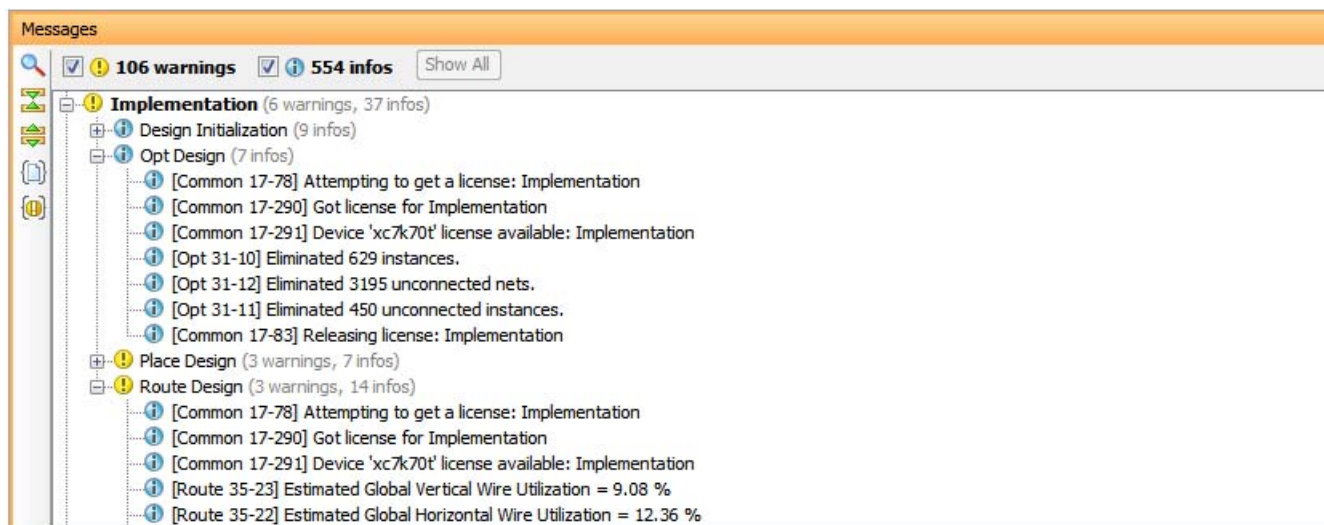 Messages
106 warnings 554 infos Show All
Implementation (6 warnings, 37 infos)
Design Initialization (9 infos)
Opt Design (7 infos)
[Common 17-78] Attempting to get a license: Implementation
[Common 17-290] Got license for Implementation
[Common 17-291] Device 'xc7k70t' license available: Implementation
[Opt 31-10] Eliminated 629 instances.
[Opt 31-12] Eliminated 3195 unconnected nets.
[Opt 31-11] Eliminated 450 unconnected instances.
[Common 17-83] Releasing license: Implementation
Place Design (3 warnings, 7 infos)
Route Design (3 warnings, 14 infos)
[Common 17-78] Attempting to get a license: Implementation
[Common 17-290] Got license for Implementation
[Common 17-291] Device 'xc7k70t' license available: Implementation
[Route 35-23] Estimated Global Vertical Wire Utilization = 9.08 %
[Route 35-22] Estimated Global Horizontal Wire Utilization = 12.36 %